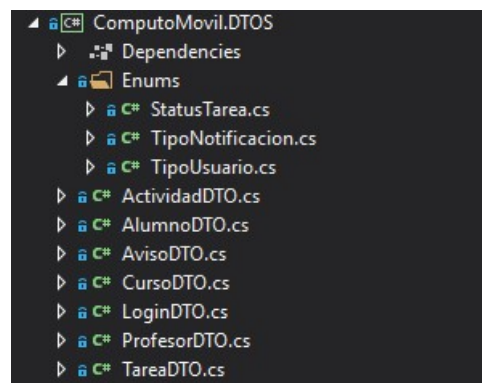 C# ComputoMovil.DTOS
Dependencies
Enums
C# StatusTarea.cs
C# TipoNotificacion.cs
C# TipoUsuario.cs
C# ActividadDTO.cs
C# AlumnoDTO.cs
C# AvisoDTO.cs
C# CursoDTO.cs
C# LoginDTO.cs
C# ProfesorDTO.cs
C# TareaDTO.cs